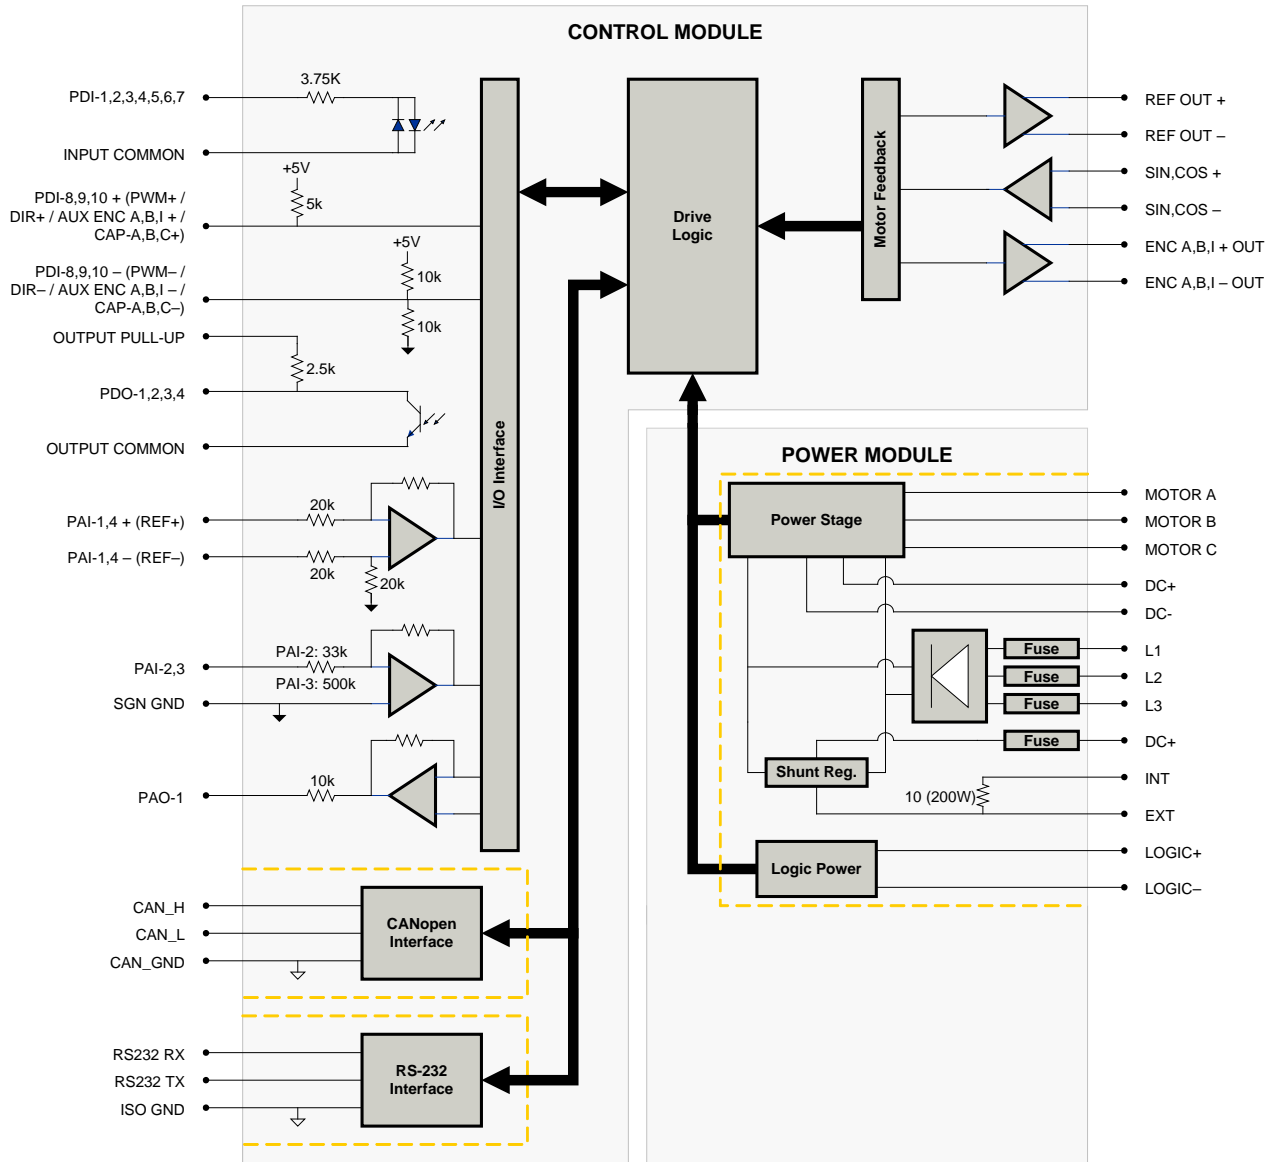 CONTROL MODULE
PDI-1,2,3,4,5,6,7
3.75K
INPUT COMMON
+5V
5k
PDI-8,9,10 + (PWM+ /
DIR+ / AUX ENC A,B,I + /
CAP-A,B,C+)
+5V
10k
10k
PDI-8,9,10 – (PWM– /
DIR– / AUX ENC A,B,I – /
CAP-A,B,C–)
OUTPUT PULL-UP
2.5k
PDO-1,2,3,4
OUTPUT COMMON
PAI-1,4 + (REF+)
20k
PAI-1,4 – (REF–)
20k
20k
PAI-2,3
PAI-2: 33k
PAI-3: 500k
SGN GND
PAO-1
10k
I/O Interface
CAN_H
CAN_L
CAN_GND
CANopen
Interface
RS232 RX
RS232 TX
ISO GND
RS-232
Interface
Drive
Logic
Motor Feedback
REF OUT +
REF OUT –
SIN,COS +
SIN,COS –
ENC A,B,I + OUT
ENC A,B,I – OUT
POWER MODULE
Power Stage
MOTOR A
MOTOR B
MOTOR C
DC+
DC-
Fuse
L1
Fuse
L2
Fuse
L3
Fuse
DC+
Shunt Reg.
10 (200W)
INT
EXT
Logic Power
LOGIC+
LOGIC–